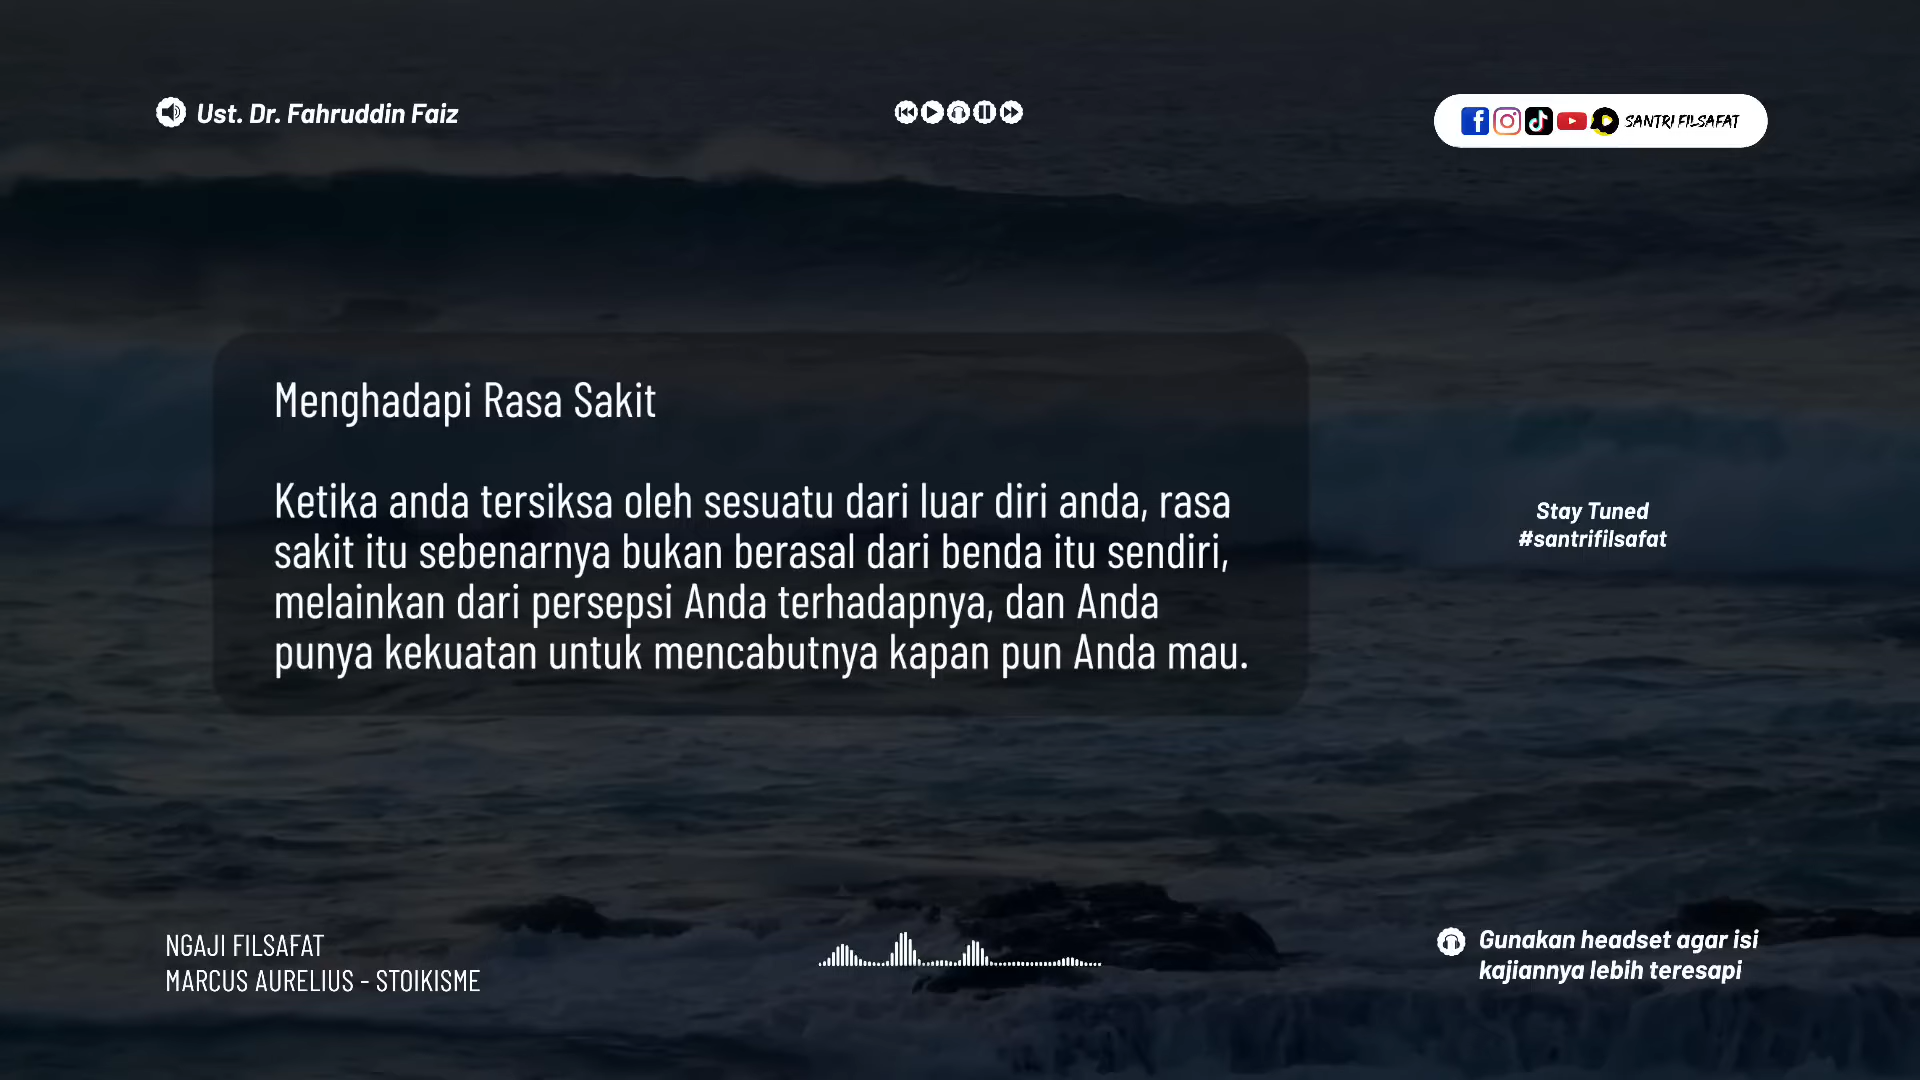 Ust. Dr. Fahruddin Faiz
SANTRI FILSAFAT
Menghadapi Rasa Sakit
Ketika anda tersiksa oleh sesuatu dari luar diri anda, rasa
sakit itu sebenarnya bukan berasal dari benda itu sendiri,
melainkan dari persepsi Anda terhadapnya, dan Anda
punya kekuatan untuk mencabutnya kapan pun Anda mau.
Stay Tuned
#santrifilsafat
NGAJI FILSAFAT
MARCUS AURELIUS - STOIKISME
Gunakan headset agar isi
kajiannya lebih teresapi